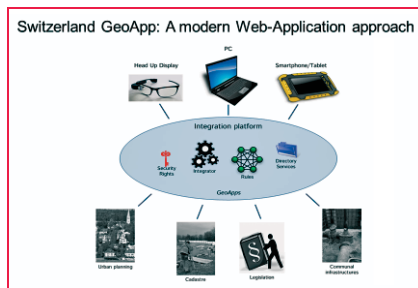 Switzerland GeoApp: A modern Web-Application approach
PC
Head Up Display
Smartphone/Tablet
Integration platform
Security
Rights
Integrator
Rules
Directory
Services
GeoApps
Urban planning
Cadastre
Legislation
Communal
infrastructures